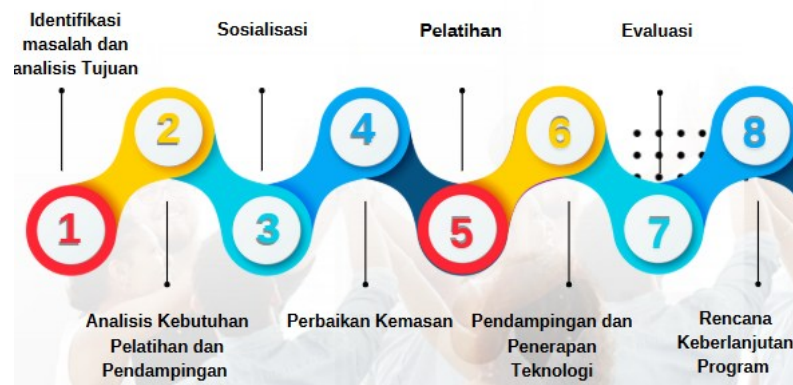 Identifikasi
masalah dan
analisis Tujuan
Sosialisasi
Pelatihan
Evaluasi
1
2
3
4
5
6
7
8
Analisis Kebutuhan
Pelatihan dan
Pendampingan
Perbaikan Kemasan
Pendampingan dan
Penerapan
Teknologi
Rencana
Keberlanjutan
Program